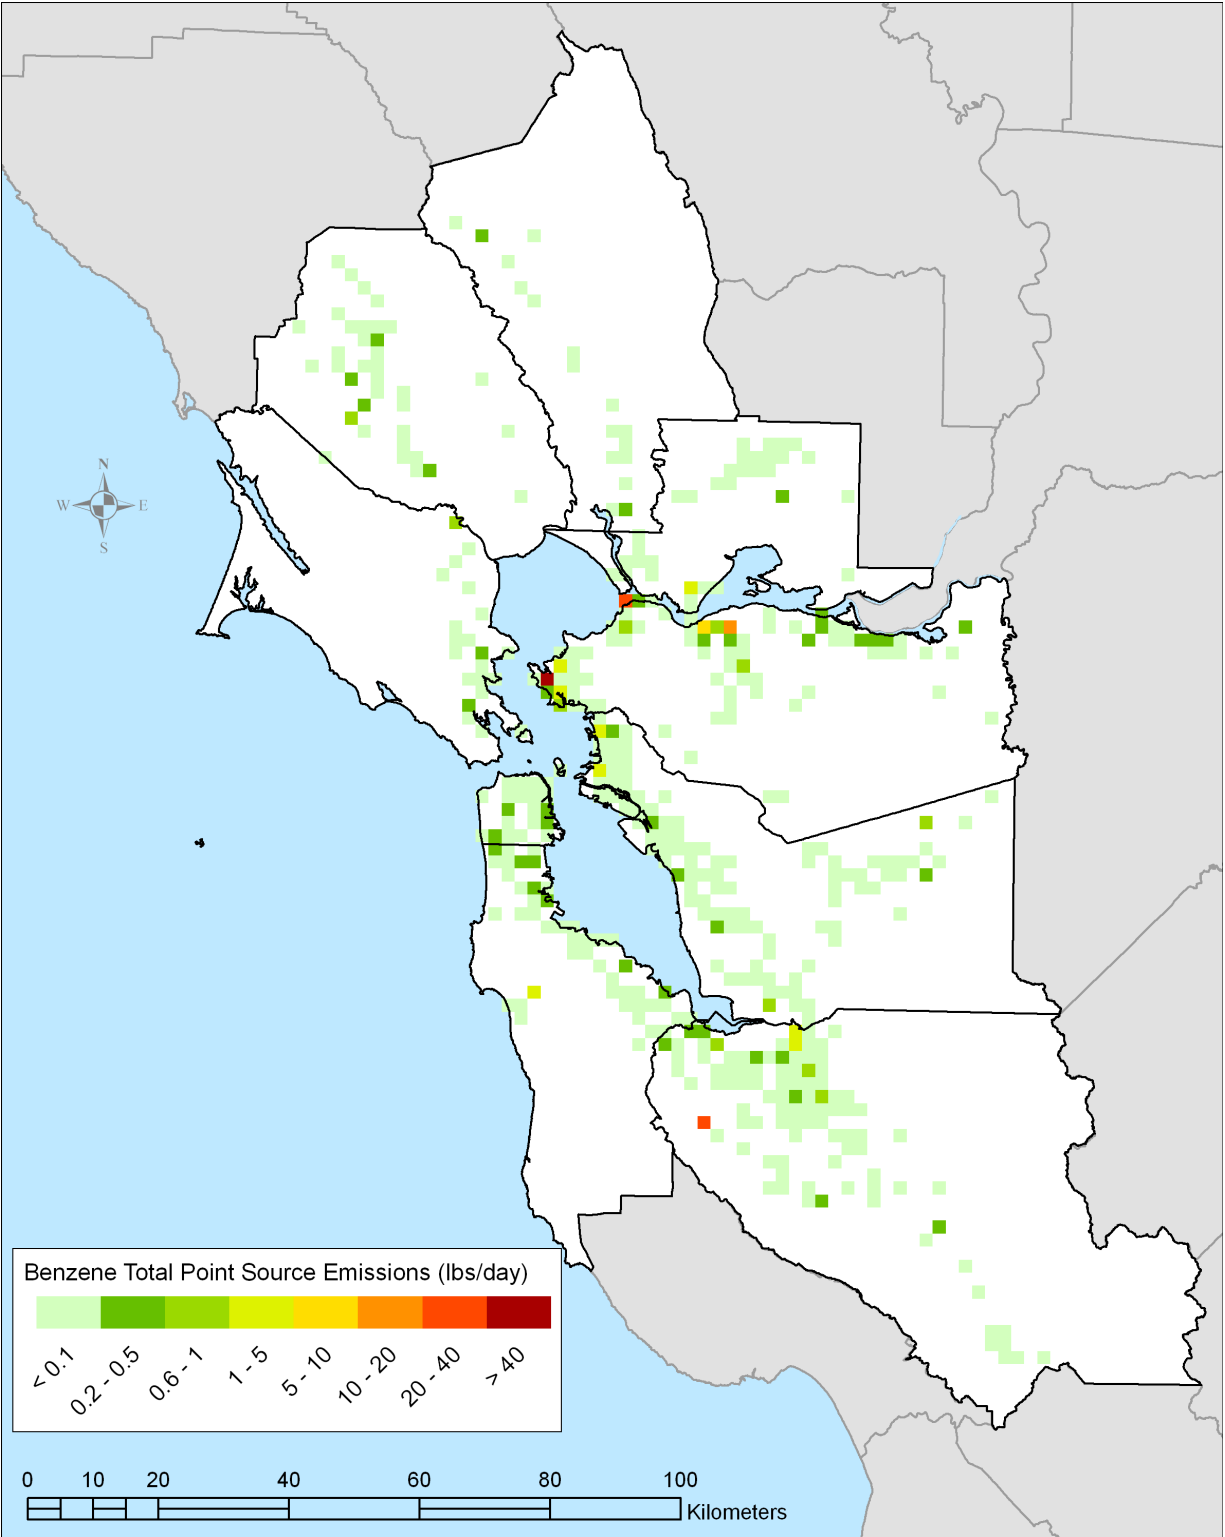 N
W E
S
Benzene Total Point Source Emissions (lbs/day)
< 0.1
0.2 - 0.5
0.6 - 1
1 - 5
5 - 10
10 - 20
20 - 40
> 40
0 10 20 40 60 80 100
Kilometers